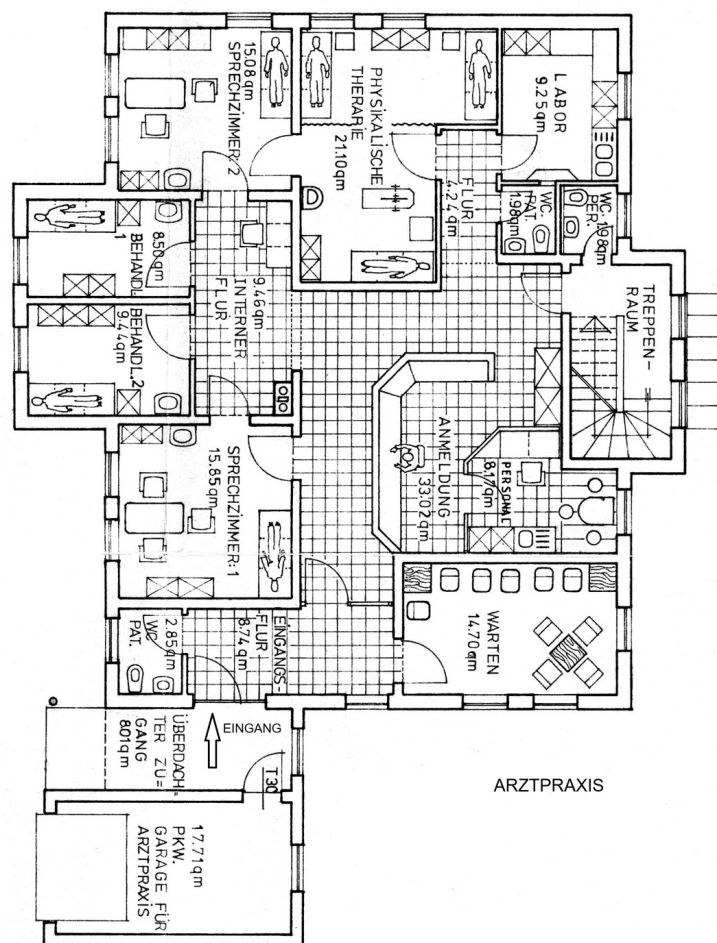 15.08qm
SPRECHZIMMER: 2
PHYSIKALISCHE
THERARIE
21.10qm
LABOR
9.25qm
FLUR
4.24qm
WC.
PAT.
1.98qm
WC. 1.98qm
PER.
8.50qm
BEHANDL.
1
9.46qm
INTERNER
FLUR
TREPPEN-
RAUM
BEHANDL.2
9.44qm
ANMELDUNG
33.02qm
PERSONAL
8.17qm
SPRECHZIMMER:1
15.85qm
WC
PAT.
2.85qm
EINGANGS
FLUR
8.74qm
WARTEN
14.70qm
ÜBERDACH=
TER ZU=
GANG
8.01qm
EINGANG
T30
ARZTPRAXIS
17.71qm
PKW.
GARAGE FÜR
ARZTPRAXIS